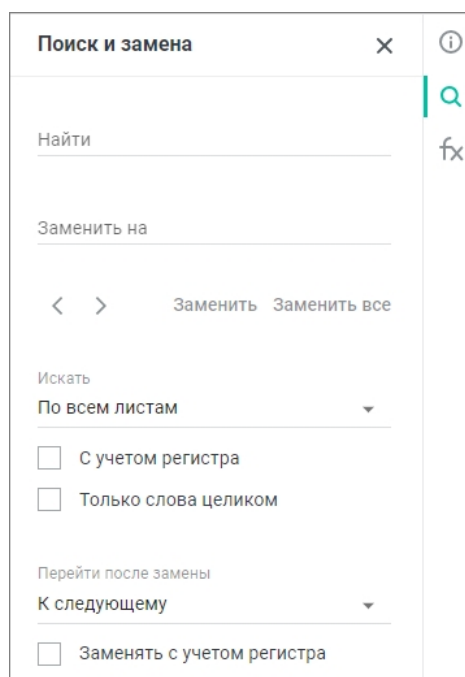 Поиск и замена
Найти
Заменить на
Заменить Заменить все
Искать
По всем листам
С учетом регистра
Только слова целиком
Перейти после замены
К следующему
Заменять с учетом регистра
fx